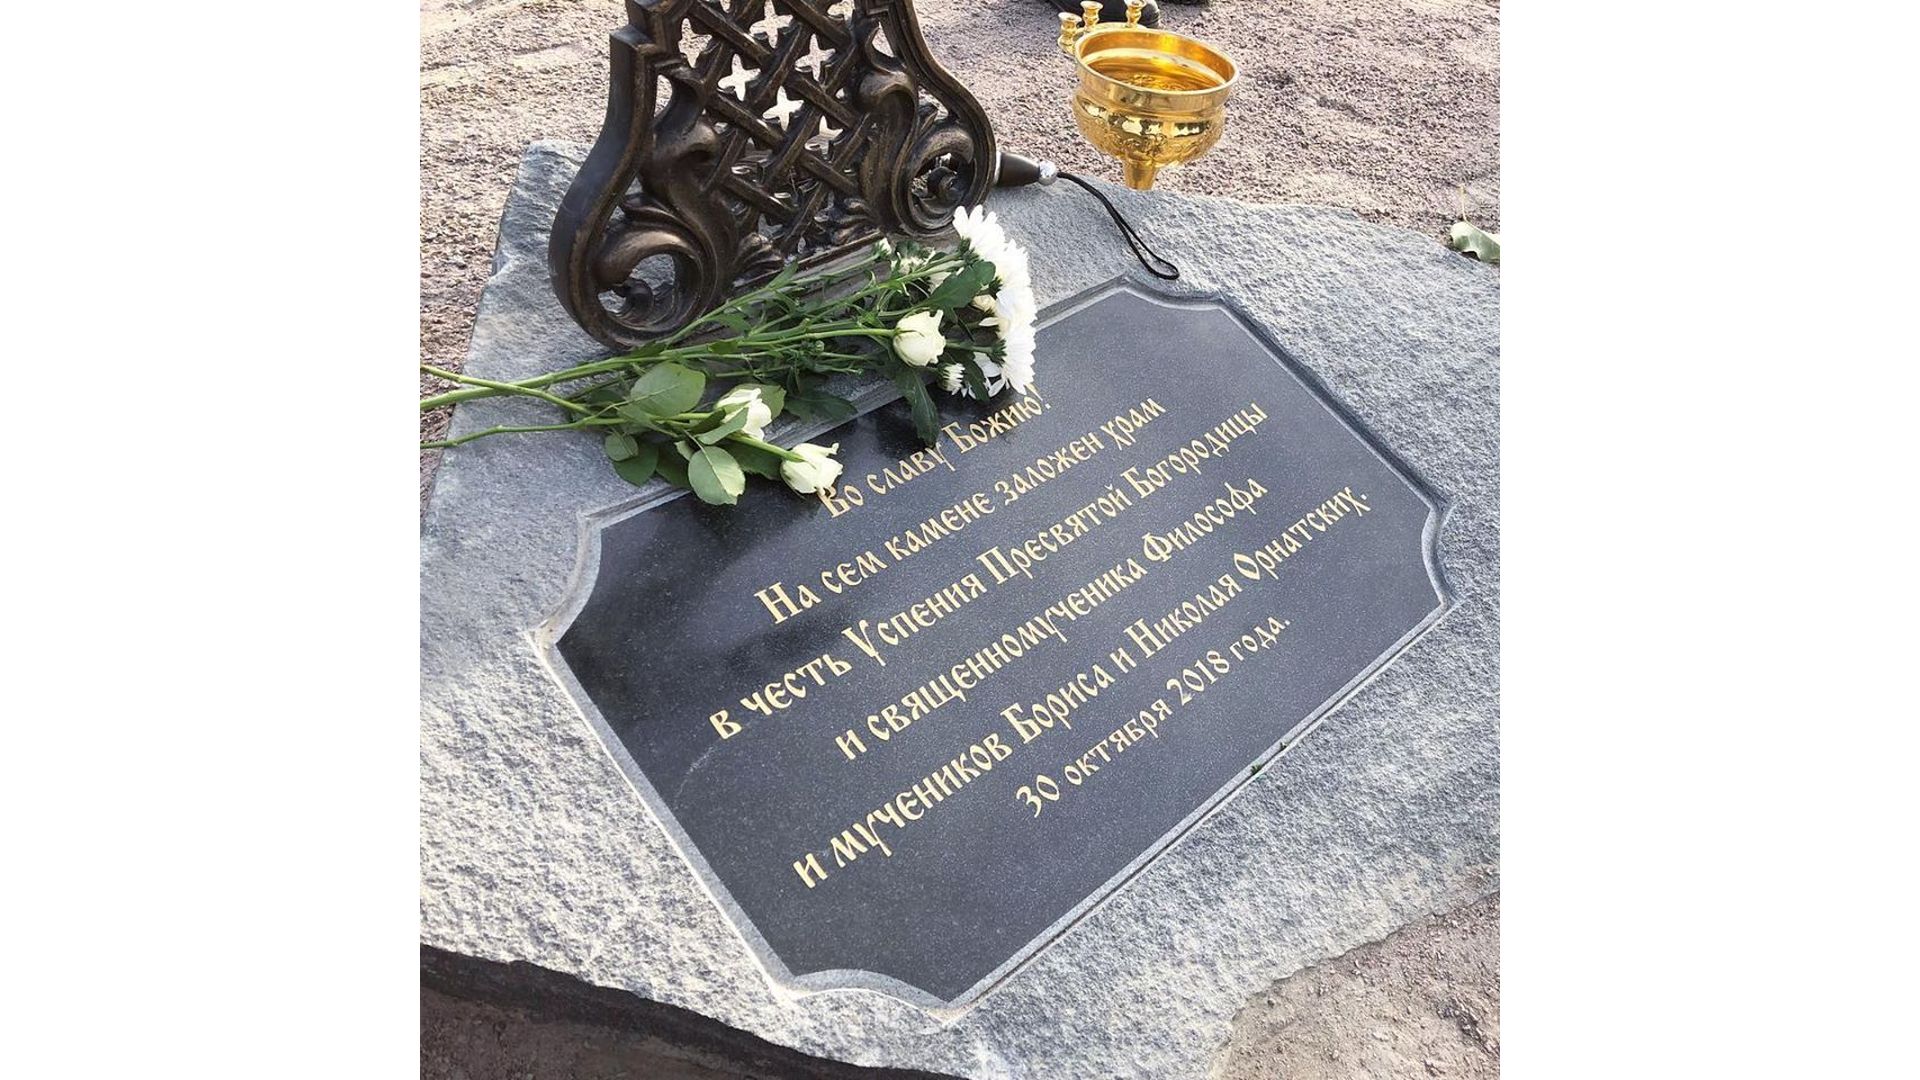 Во славу Божию!
На сем камене заложен храм
в честь Успения Пресвятой Богородицы
и священномученика Философа
и мучеников Бориса и Николая Орнатских.
30 октября 2018 года.